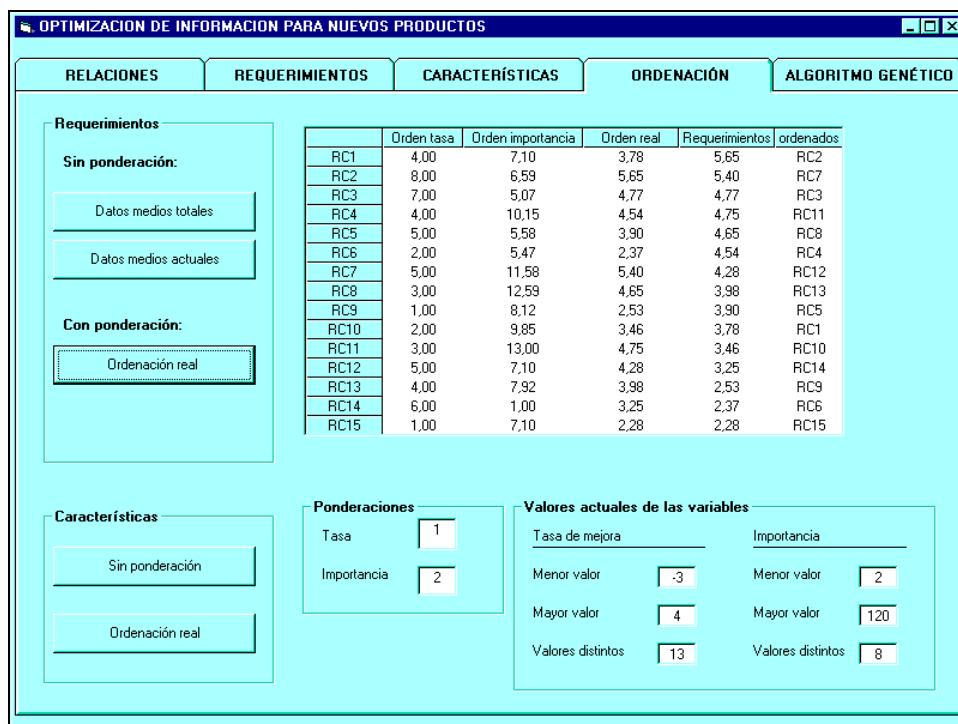 OPTIMIZACION DE INFORMACION PARA NUEVOS PRODUCTOS
RELACIONES REQUERIMIENTOS CARACTERÍSTICAS ORDENACIÓN ALGORITMO GENÉTICO
Requerimientos
Sin ponderación:
Datos medios totales
Datos medios actuales
Con ponderación:
Ordenación real
Orden tasa Orden importancia Orden real Requerimientos ordenados
RC1 4,00 7,10 3,78 5,65 RC2
RC2 8,00 6,59 5,65 5,40 RC7
RC3 7,00 5,07 4,77 4,77 RC3
RC4 4,00 10,15 4,54 4,75 RC11
RC5 5,00 5,58 3,90 4,65 RC8
RC6 2,00 5,47 2,37 4,54 RC4
RC7 5,00 11,58 5,40 4,28 RC12
RC8 3,00 12,59 4,65 3,98 RC13
RC9 1,00 8,12 2,53 3,90 RC5
RC10 2,00 9,85 3,46 3,78 RC1
RC11 3,00 13,00 4,75 3,46 RC10
RC12 5,00 7,10 4,28 3,25 RC14
RC13 4,00 7,92 3,98 2,53 RC9
RC14 6,00 1,00 3,25 2,37 RC6
RC15 1,00 7,10 2,28 2,28 RC15
Características
Sin ponderación
Ordenación real
Ponderaciones
Tasa 1
Importancia 2
Valores actuales de las variables
Tasa de mejora Importancia
Menor valor -3 Menor valor 2
Mayor valor 4 Mayor valor 120
Valores distintos 13 Valores distintos 8